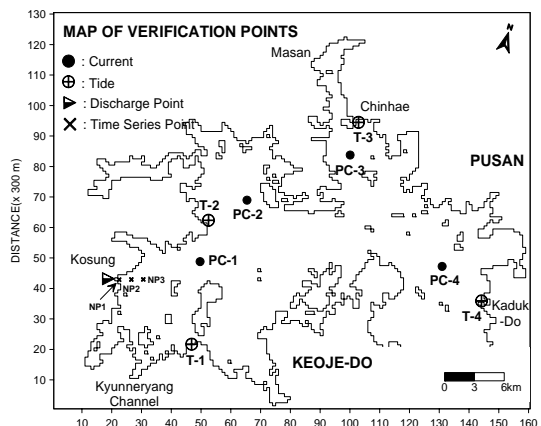 MAP OF VERIFICATION POINTS
: Current
: Tide
: Discharge Point
: Time Series Point
Masan
N
Chinhae
T-3
PC-3
PUSAN
T-2
PC-2
Kosung
PC-1
NP1
NP2
NP3
PC-4
T-4
Kaduk
-Do
T-1
KEOJE-DO
Kyunneryang
Channel
0 3 6km
DISTANCE(x 300 m)
130
120
110
100
90
80
70
60
50
40
30
20
10
10 20 30 40 50 60 70 80 90 100 110 120 130 140 150 160